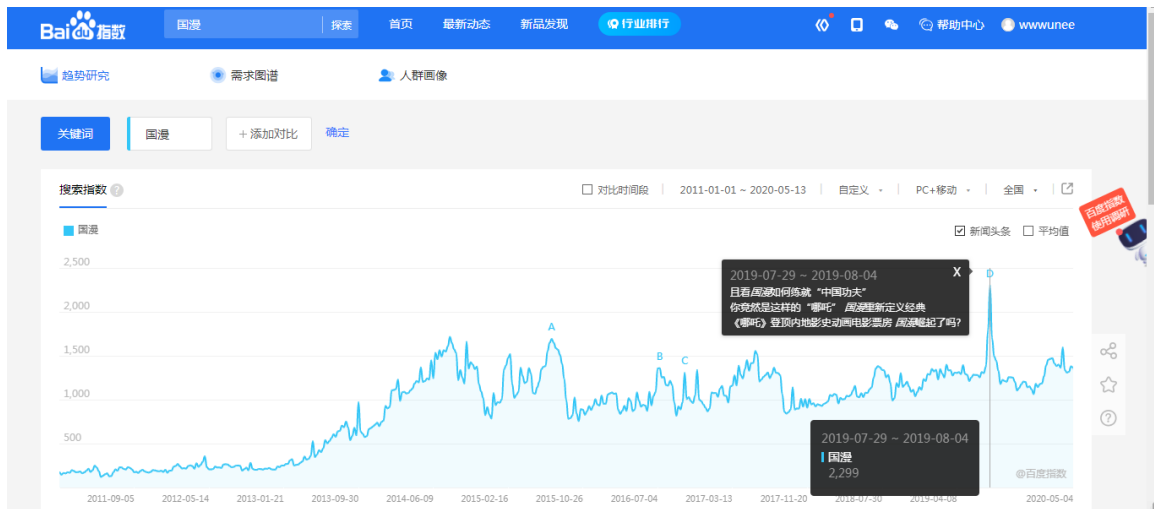 Bai 指数 国漫 探索 首页 最新动态 新品发现 行业排行 帮助中心 wwwunee
趋势研究 需求图谱 人群画像
关键词 国漫 +添加对比 确定
搜索指数 ? 对比时间段 2011-01-01 ~ 2020-05-13 自定义 PC+移动 全国
百度指数
使用调研
国漫 新闻头条 平均值
2,500
2019-07-29 ~ 2019-08-04 X D
且看国漫如何练就“中国功夫”
你竟然是这样的“哪吒” 国漫重新定义经典
《哪吒》登顶内地影史动画电影票房 国漫崛起了吗?
2,000
A
1,500
B C
1,000
500
2019-07-29 ~ 2019-08-04
国漫
2,299
@百度指数
2011-09-05 2012-05-14 2013-01-21 2013-09-30 2014-06-09 2015-02-16 2015-10-26 2016-07-04 2017-03-13 2017-11-20 2018-07-30 2019-04-08 2020-05-04